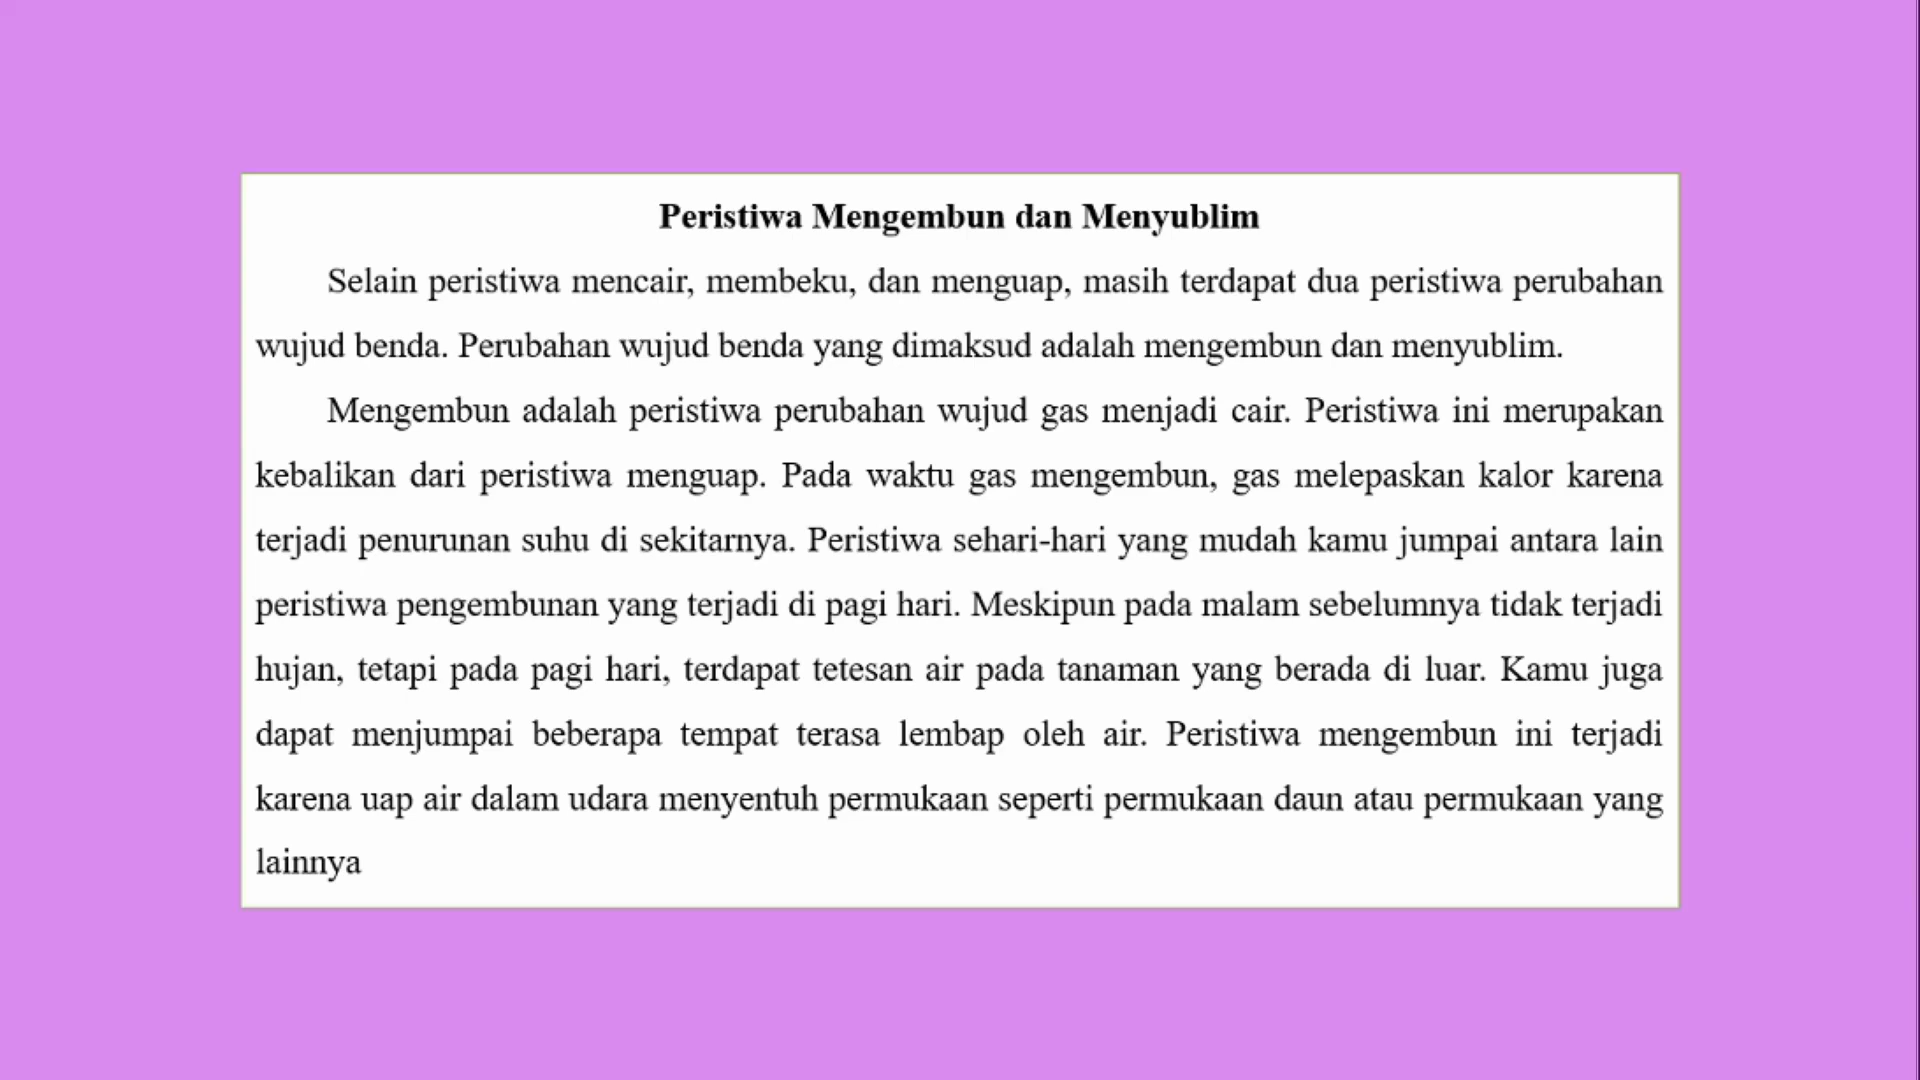 Peristiwa Mengembun dan Menyublim
Selain peristiwa mencair, membeku, dan menguap, masih terdapat dua peristiwa perubahan
wujud benda. Perubahan wujud benda yang dimaksud adalah mengembun dan menyublim.
Mengembun adalah peristiwa perubahan wujud gas menjadi cair. Peristiwa ini merupakan
kebalikan dari peristiwa menguap. Pada waktu gas mengembun, gas melepaskan kalor karena
terjadi penurunan suhu di sekitarnya. Peristiwa sehari-hari yang mudah kamu jumpai antara lain
peristiwa pengembunan yang terjadi di pagi hari. Meskipun pada malam sebelumnya tidak terjadi
hujan, tetapi pada pagi hari, terdapat tetesan air pada tanaman yang berada di luar. Kamu juga
dapat menjumpai beberapa tempat terasa lembap oleh air. Peristiwa mengembun ini terjadi
karena uap air dalam udara menyentuh permukaan seperti permukaan daun atau permukaan yang
lainnya